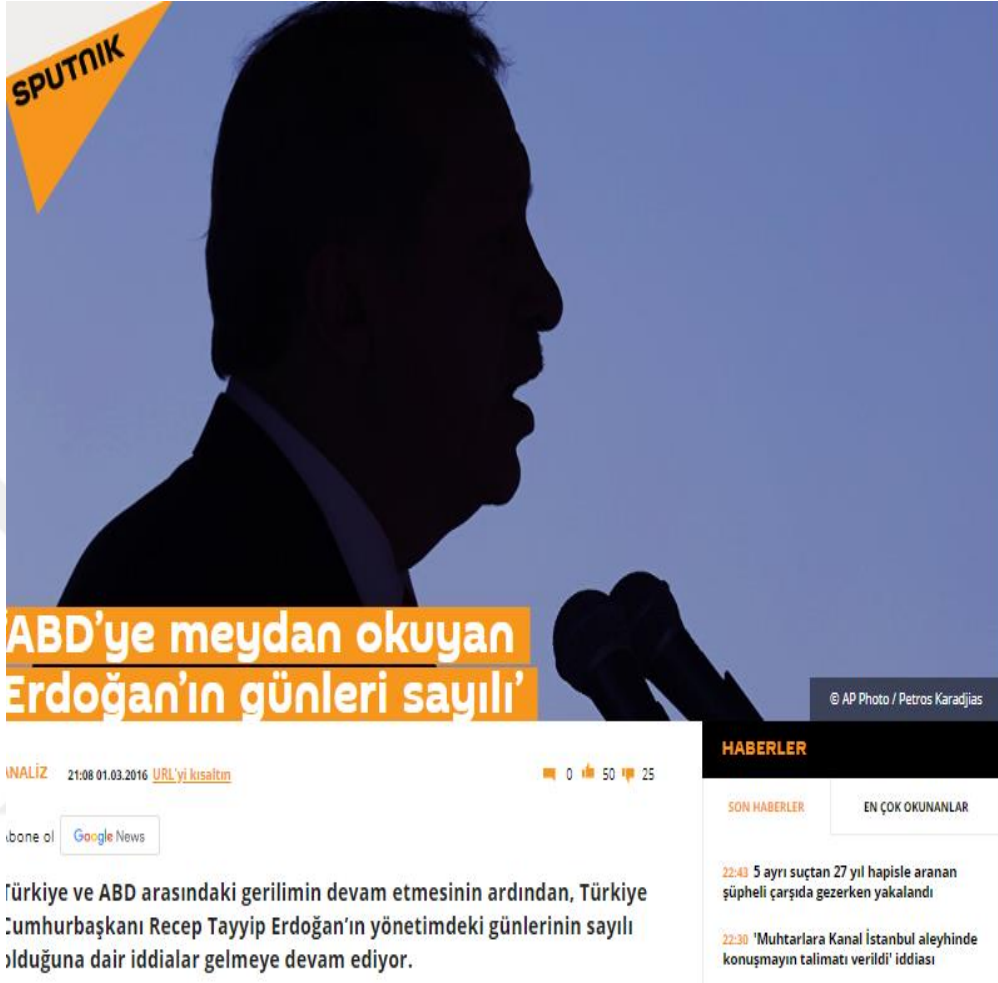 SPUTNIK
'ABD'ye meydan okuyan
Erdoğan'ın günleri sayılı'
© AP Photo / Petros Karadjias
ANALİZ 21:08 01.03.2016 URL'yi kısaltın 0 50 25
Abone ol Google News
Türkiye ve ABD arasındaki gerilimin devam etmesinin ardından, Türkiye
Cumhurbaşkanı Recep Tayyip Erdoğan'ın yönetimdeki günlerinin sayılı
olduğuna dair iddialar gelmeye devam ediyor.
HABERLER
SON HABERLER EN ÇOK OKUNANLAR
22:43 5 ayrı suçtan 27 yıl hapisle aranan
şüpheli çarşıda gezerken yakalandı
22:30 'Muhtarlara Kanal İstanbul aleyhinde
konuşmayın talimatı verildi' iddiası